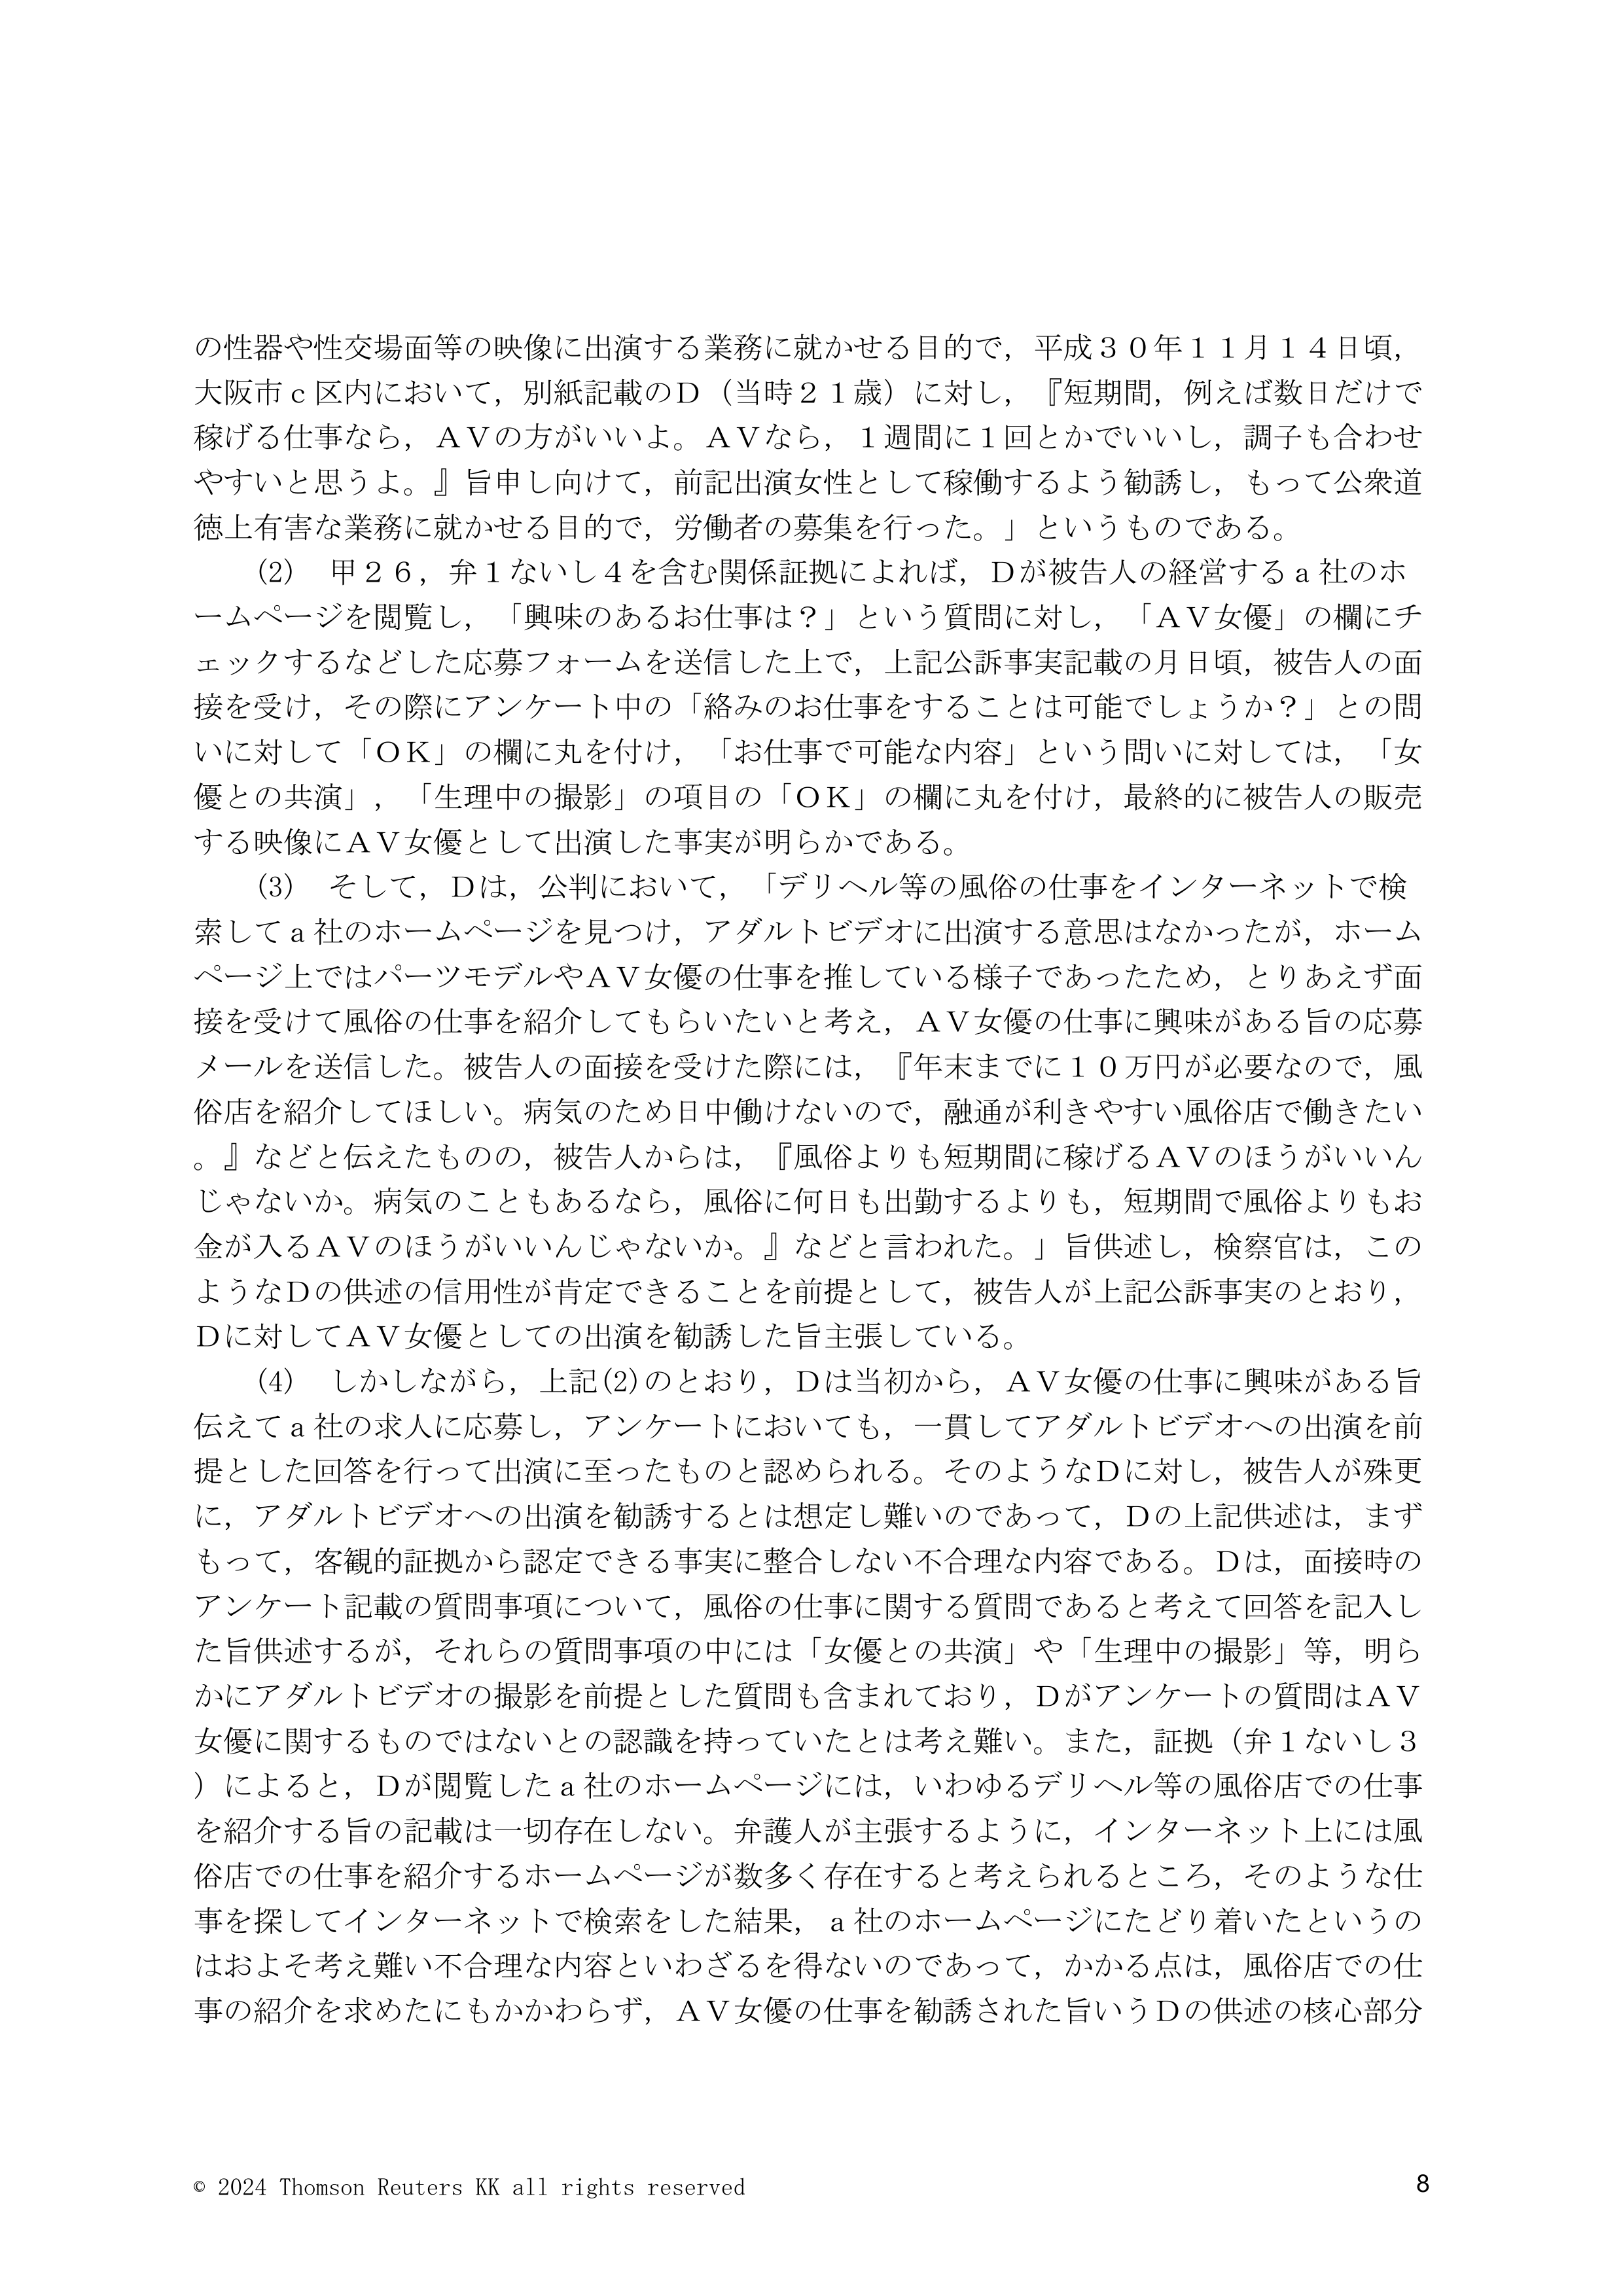 の性器や性交場面等の映像に出演する業務に就かせる目的で，平成３０年１１月１４日頃，
大阪市ｃ区内において，別紙記載のＤ（当時２１歳）に対し，『短期間，例えば数日だけで
稼げる仕事なら，ＡＶの方がいいよ。ＡＶなら，１週間に１回とかでいいし，調子も合わせ
やすいと思うよ。』旨申し向けて，前記出演女性として稼働するよう勧誘し，もって公衆道
徳上有害な業務に就かせる目的で，労働者の募集を行った。」というものである。
(2)　甲２６，弁１ないし４を含む関係証拠によれば，Ｄが被告人の経営するａ社のホ
ームページを閲覧し，「興味のあるお仕事は？」という質問に対し，「ＡＶ女優」の欄にチ
ェックするなどした応募フォームを送信した上で，上記公訴事実記載の月日頃，被告人の面
接を受け，その際にアンケート中の「絡みのお仕事をすることは可能でしょうか？」との問
いに対して「ＯＫ」の欄に丸を付け，「お仕事で可能な内容」という問いに対しては，「女
優との共演」，「生理中の撮影」の項目の「ＯＫ」の欄に丸を付け，最終的に被告人の販売
する映像にＡＶ女優として出演した事実が明らかである。
(3)　そして，Ｄは，公判において，「デリヘル等の風俗の仕事をインターネットで検
索してａ社のホームページを見つけ，アダルトビデオに出演する意思はなかったが，ホーム
ページ上ではパーツモデルやＡＶ女優の仕事を推している様子であったため，とりあえず面
接を受けて風俗の仕事を紹介してもらいたいと考え，ＡＶ女優の仕事に興味がある旨の応募
メールを送信した。被告人の面接を受けた際には，『年末までに１０万円が必要なので，風
俗店を紹介してほしい。病気のため日中働けないので，融通が利きやすい風俗店で働きたい
。』などと伝えたものの，被告人からは，『風俗よりも短期間に稼げるＡＶのほうがいいん
じゃないか。病気のこともあるなら，風俗に何日も出勤するよりも，短期間で風俗よりもお
金が入るＡＶのほうがいいんじゃないか。』などと言われた。」旨供述し，検察官は，この
ようなＤの供述の信用性が肯定できることを前提として，被告人が上記公訴事実のとおり，
Ｄに対してＡＶ女優としての出演を勧誘した旨主張している。
(4)　しかしながら，上記(2)のとおり，Ｄは当初から，ＡＶ女優の仕事に興味がある旨
伝えてａ社の求人に応募し，アンケートにおいても，一貫してアダルトビデオへの出演を前
提とした回答を行って出演に至ったものと認められる。そのようなＤに対し，被告人が殊更
に，アダルトビデオへの出演を勧誘するとは想定し難いのであって，Ｄの上記供述は，まず
もって，客観的証拠から認定できる事実に整合しない不合理な内容である。Ｄは，面接時の
アンケート記載の質問事項について，風俗の仕事に関する質問であると考えて回答を記入し
た旨供述するが，それらの質問事項の中には「女優との共演」や「生理中の撮影」等，明ら
かにアダルトビデオの撮影を前提とした質問も含まれており，Ｄがアンケートの質問はＡＶ
女優に関するものではないとの認識を持っていたとは考え難い。また，証拠（弁１ないし３
）によると，Ｄが閲覧したａ社のホームページには，いわゆるデリヘル等の風俗店での仕事
を紹介する旨の記載は一切存在しない。弁護人が主張するように，インターネット上には風
俗店での仕事を紹介するホームページが数多く存在すると考えられるところ，そのような仕
事を探してインターネットで検索をした結果，ａ社のホームページにたどり着いたというの
はおよそ考え難い不合理な内容といわざるを得ないのであって，かかる点は，風俗店での仕
事の紹介を求めたにもかかわらず，ＡＶ女優の仕事を勧誘された旨いうＤの供述の核心部分
© 2024 Thomson Reuters KK all rights reserved
8